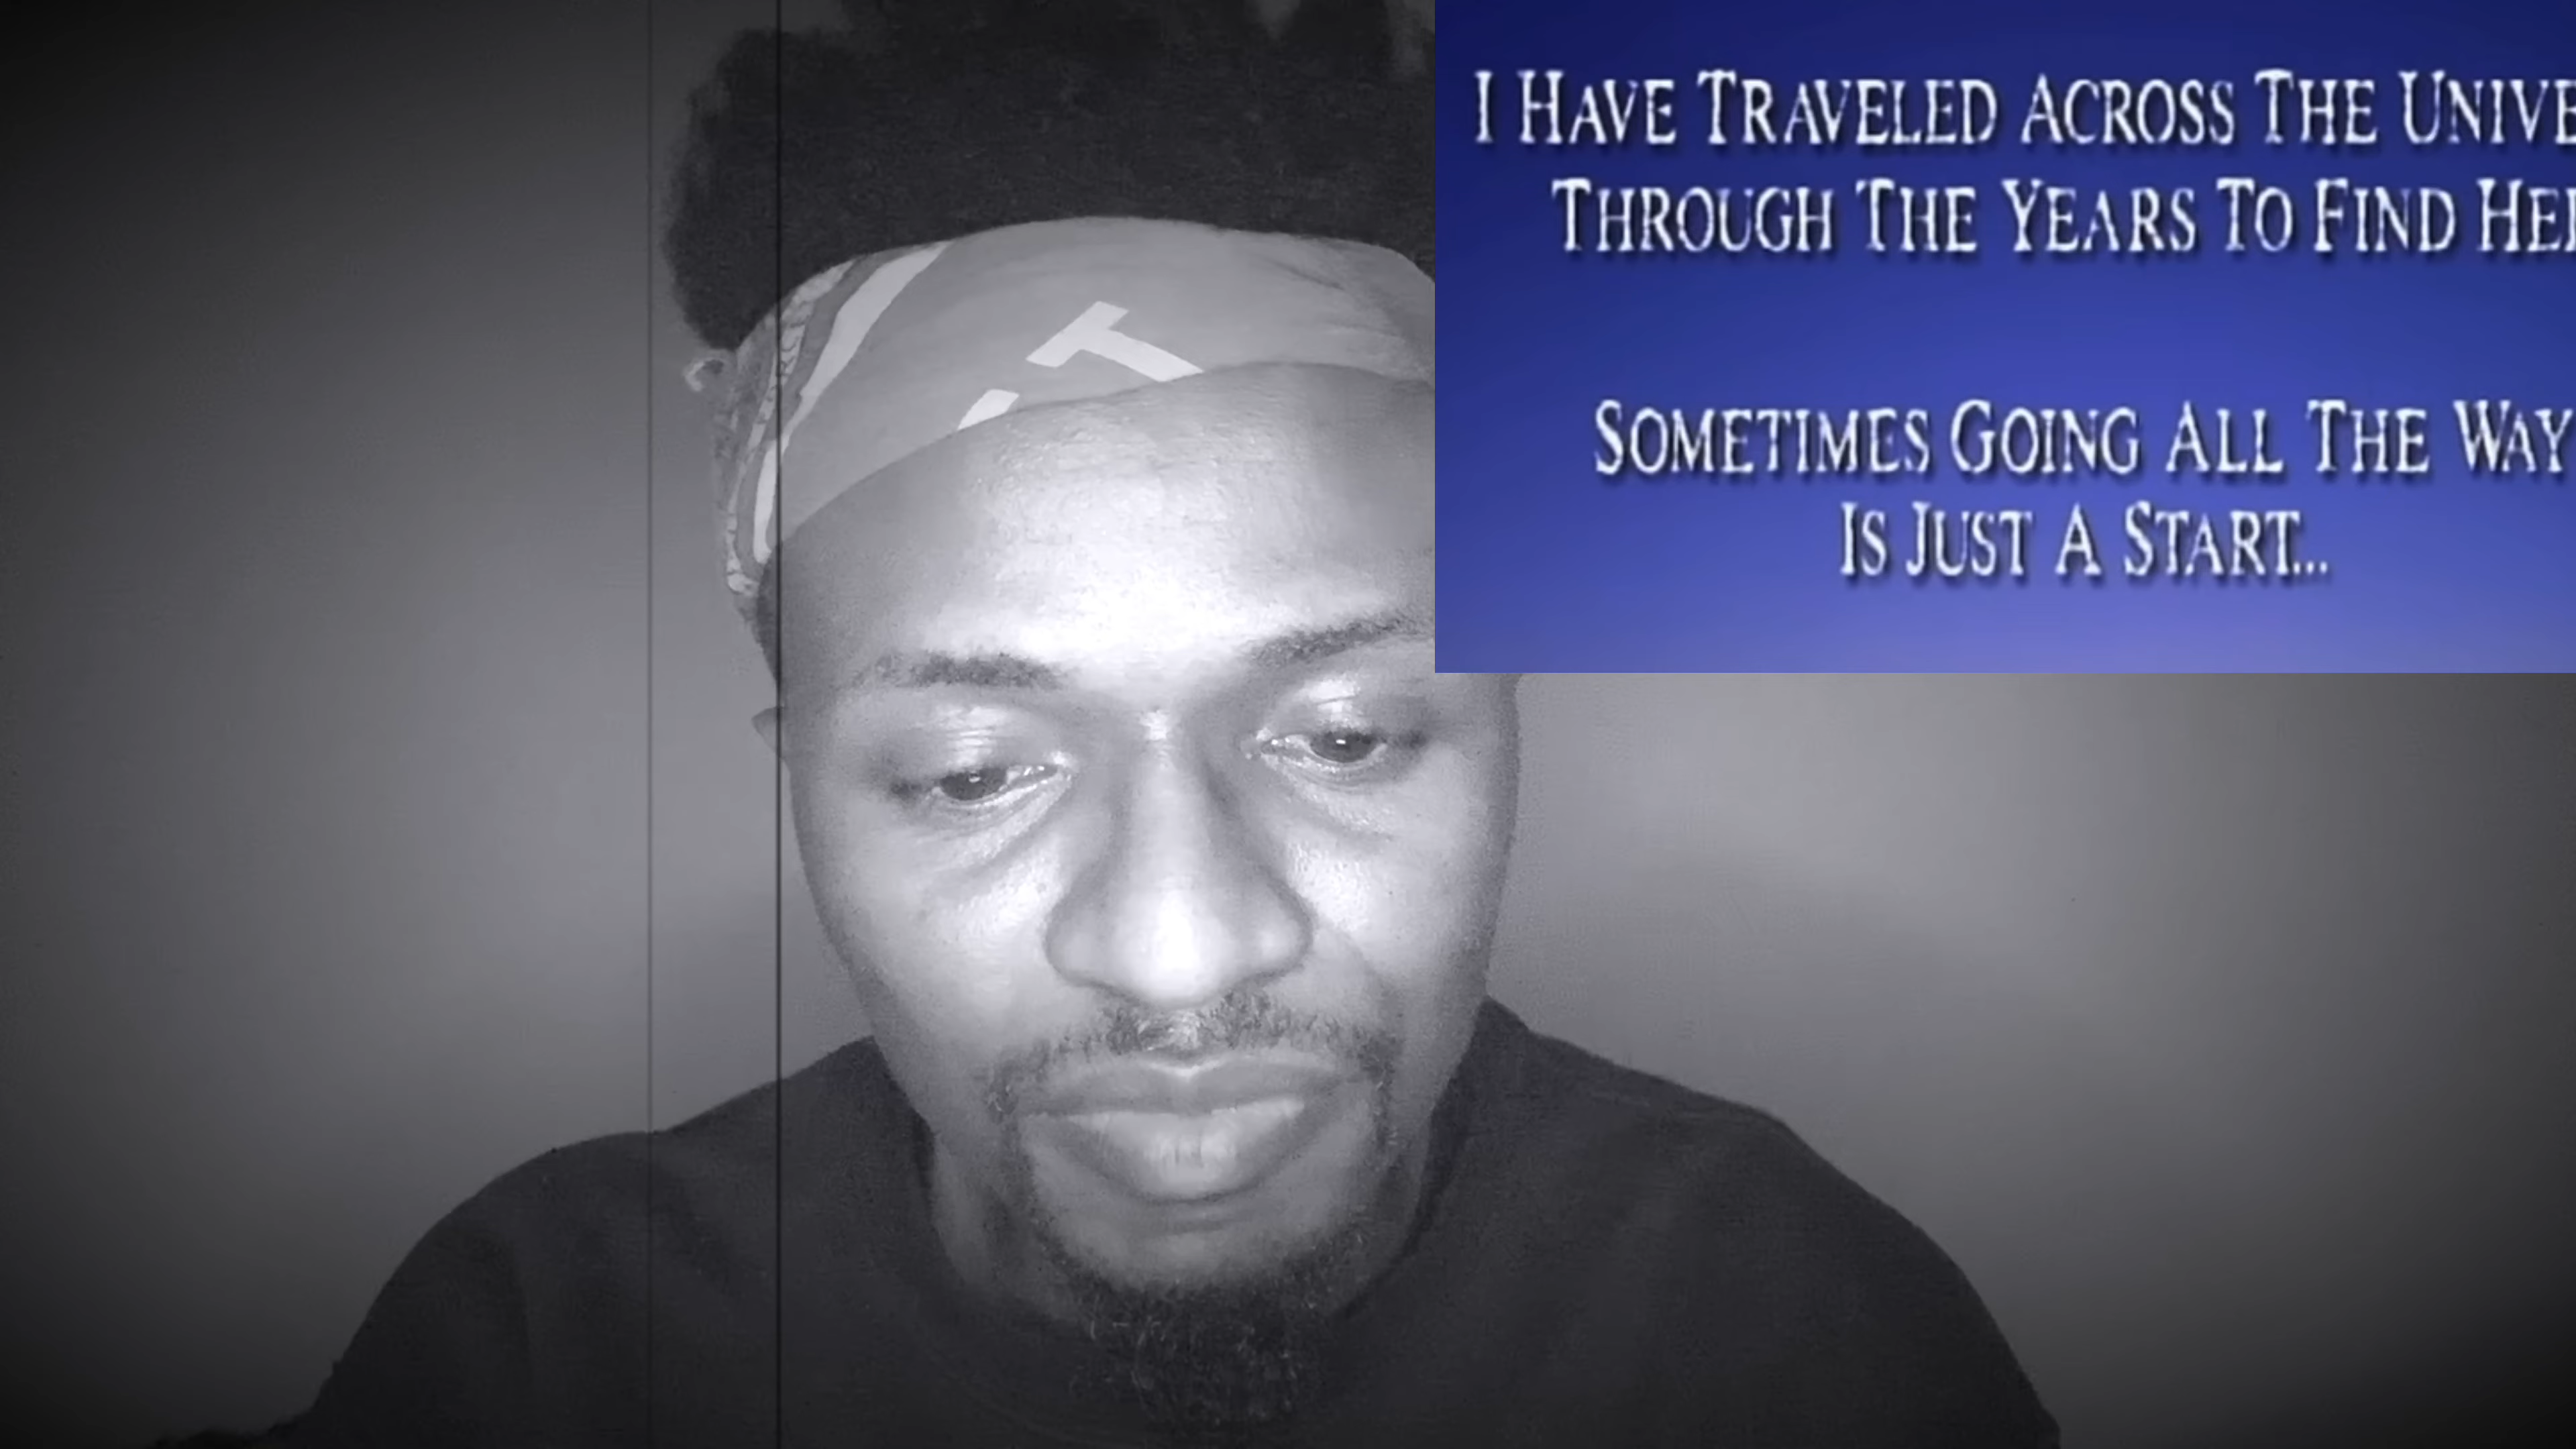 I HAVE TRAVELED ACROSS THE UNIVE
THROUGH THE YEARS TO FIND HE
SOMETIMES GOING ALL THE WAY
IS JUST A START...